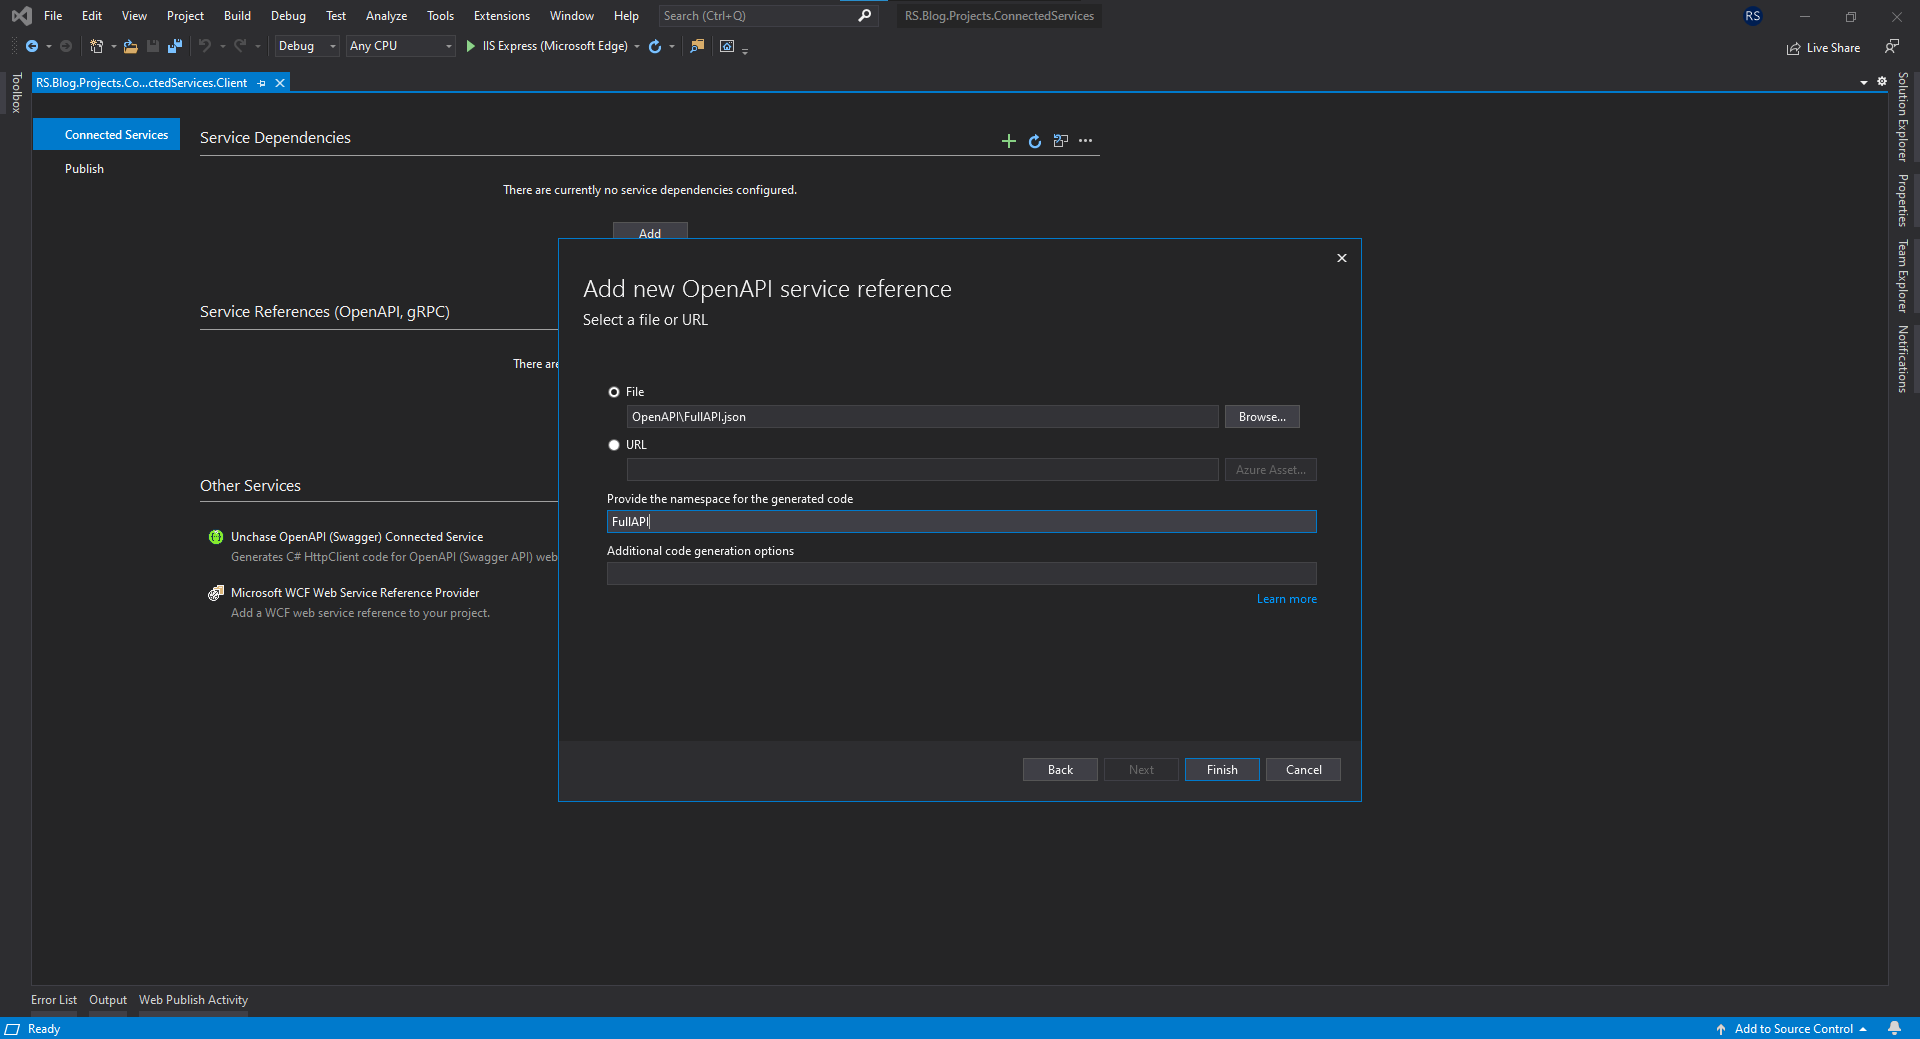 File Edit View Project Build Debug Test Analyze Tools Extensions Window Help Search (Ctrl+Q) RS.Blog.Projects.ConnectedServices RS
Debug Any CPU IIS Express (Microsoft Edge) Live Share
Toolbox
RS.Blog.Projects.Co...ctedServices.Client
Solution Explorer
Properties
Team Explorer
Notifications
Connected Services
Publish
Service Dependencies
There are currently no service dependencies configured.
Add
Service References (OpenAPI, gRPC)
There are
Other Services
Unchase OpenAPI (Swagger) Connected Service
Generates C# HttpClient code for OpenAPI (Swagger API) web
Microsoft WCF Web Service Reference Provider
Add a WCF web service reference to your project.
Add new OpenAPI service reference
Select a file or URL
File
OpenAPI\FullAPI.json Browse...
URL
Azure Asset...
Provide the namespace for the generated code
FullAPI
Additional code generation options
Learn more
Back Next Finish Cancel
Error List Output Web Publish Activity
Ready Add to Source Control